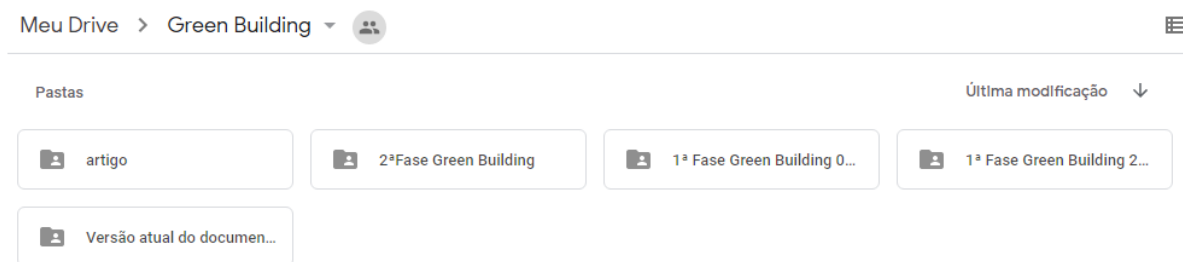 Meu Drive > Green Building
Pastas
Última modificação
artigo
2ªFase Green Building
1ª Fase Green Building 0...
1ª Fase Green Building 2...
Versão atual do documen...